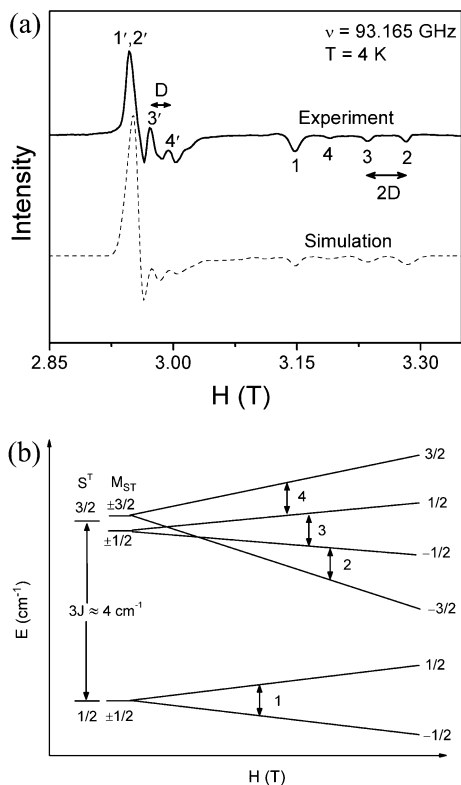 (a)
ν = 93.165 GHz
T = 4 K
1′,2′
D
3′
4′
Experiment
1
4
3
2
2D
Simulation
Intensity
2.85
3.00
3.15
3.30
H (T)
(b)
S^T
M_ST
3/2
±3/2
±1/2
3J ≈ 4 cm⁻¹
1/2
±1/2
3/2
4
1/2
3
−1/2
2
−3/2
1/2
1
−1/2
E (cm⁻¹)
H (T)